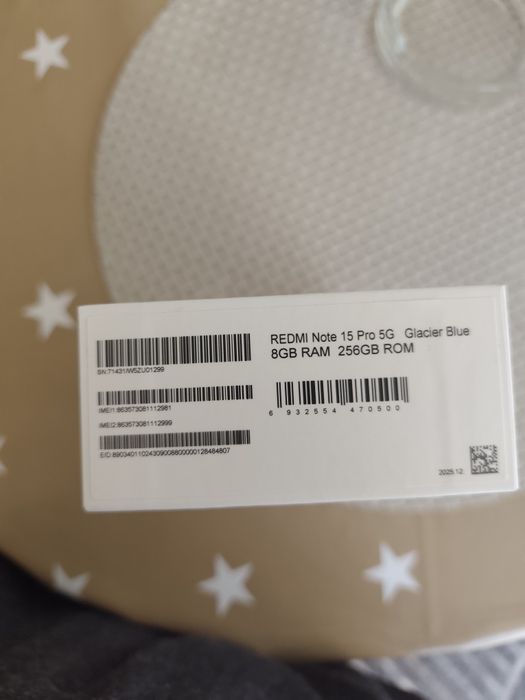 REDMI Note 15 Pro 5G Glacier Blue
8GB RAM 256GB ROM
SN:71431/W5ZU01299
IMEI1:863573081112981
IMEI2:863573081112999
EID:89034011024309008800000128484807
6 932554 470500
2025.12